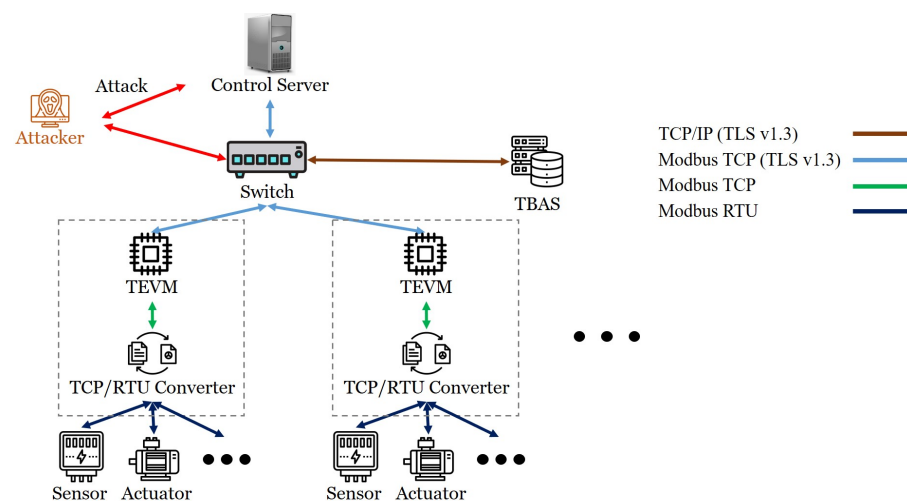 Attack
Control Server
Attacker
Switch
TBAS
TCP/IP (TLS v1.3)
Modbus TCP (TLS v1.3)
Modbus TCP
Modbus RTU
TEVM
TEVM
TCP/RTU Converter
TCP/RTU Converter
Sensor
Actuator
Sensor
Actuator